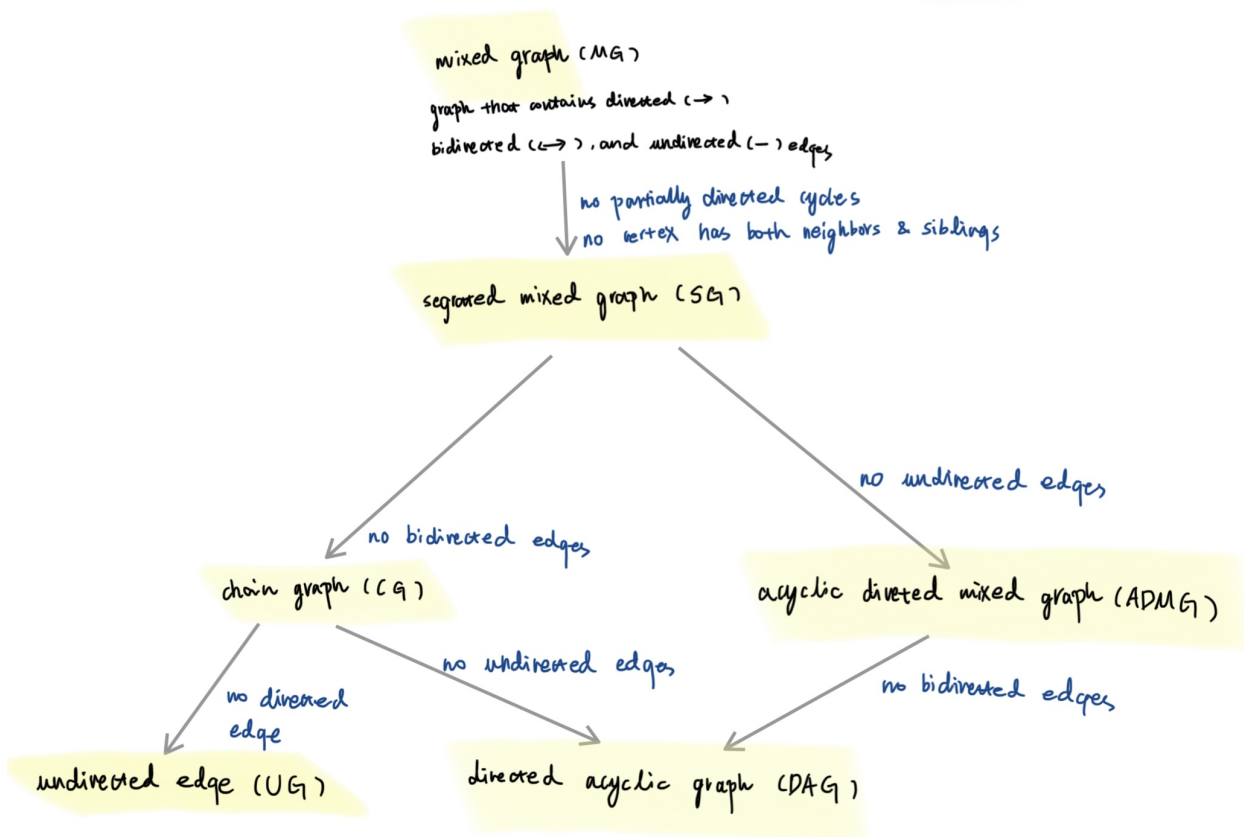 mixed graph (MG)
graph that contains directed (→)
bidirected (↔), and undirected (—) edges
no partially directed cycles
no vertex has both neighbors & siblings
segrated mixed graph (SG)
no undirected edges
no bidirected edges
chain graph (CG)
acyclic direted mixed graph (ADMG)
no undirected edges
no directed
edge
no bidirected edges
undirected edge (UG)
directed acyclic graph (DAG)